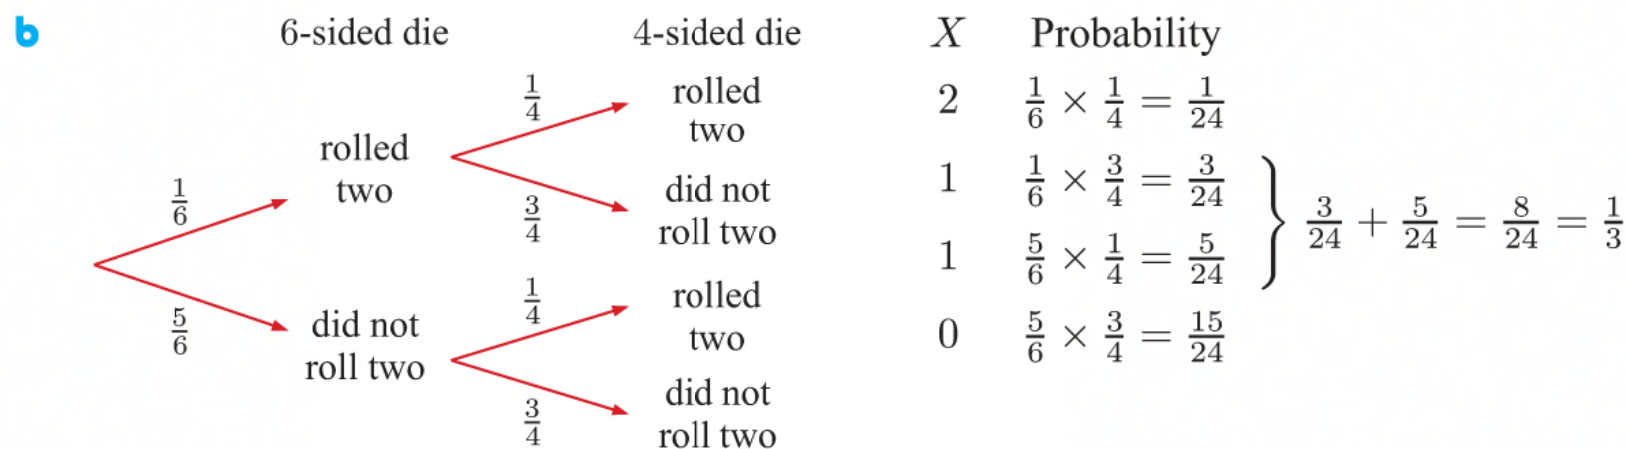 b 6-sided die 4-sided die X Probability
1/4 rolled two 2 1/6 × 1/4 = 1/24
1/6 rolled two
3/4 did not roll two 1 1/6 × 3/4 = 3/24
3/24 + 5/24 = 8/24 = 1/3
5/6 did not roll two
1/4 rolled two 1 5/6 × 1/4 = 5/24
3/4 did not roll two 0 5/6 × 3/4 = 15/24